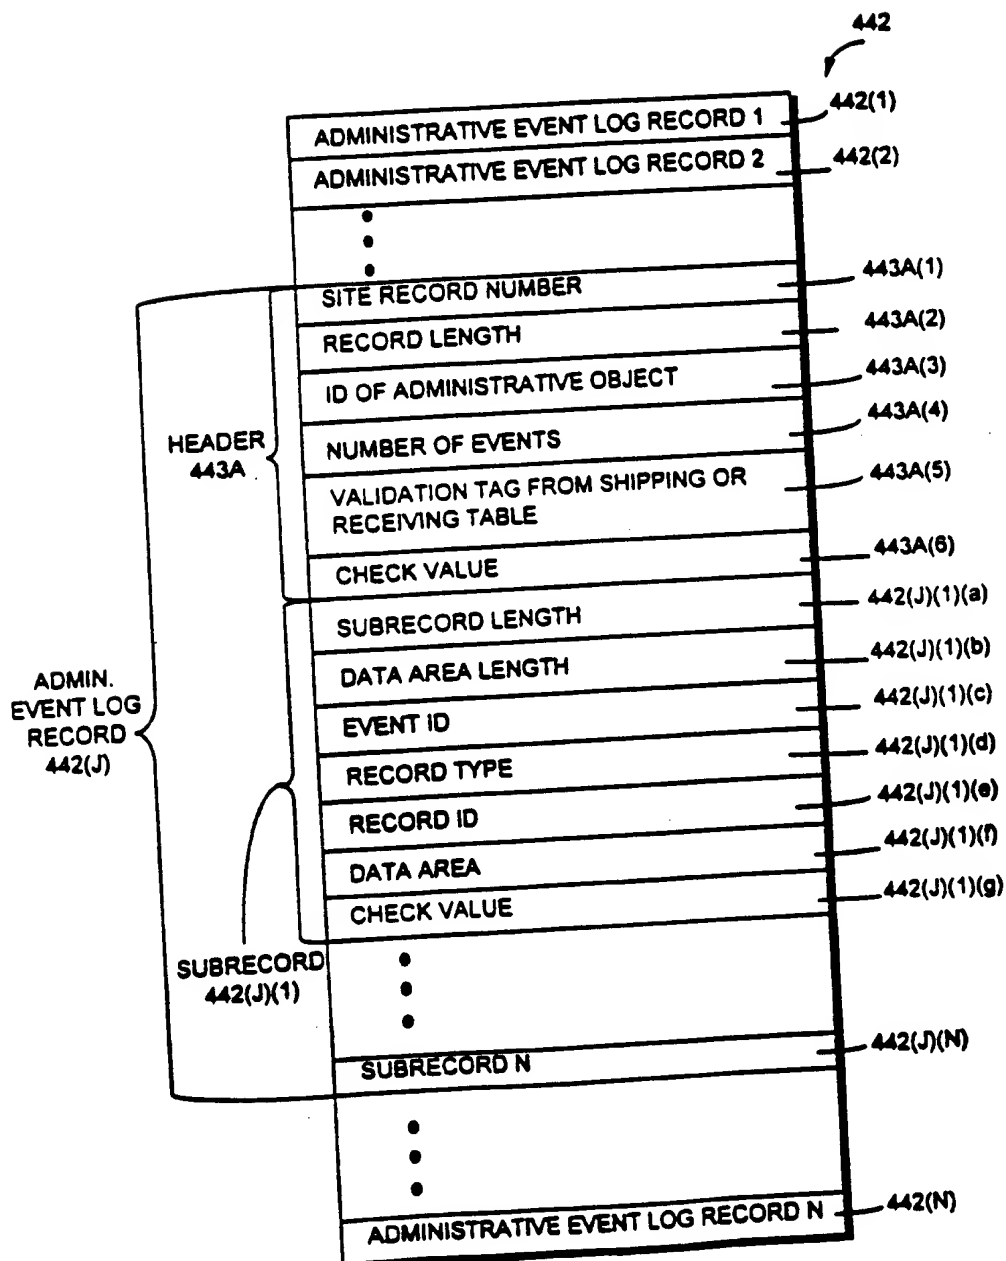 442
ADMINISTRATIVE EVENT LOG RECORD 1
442(1)
ADMINISTRATIVE EVENT LOG RECORD 2
442(2)
SITE RECORD NUMBER
443A(1)
RECORD LENGTH
443A(2)
ID OF ADMINISTRATIVE OBJECT
443A(3)
NUMBER OF EVENTS
443A(4)
HEADER
443A
VALIDATION TAG FROM SHIPPING OR
RECEIVING TABLE
443A(5)
CHECK VALUE
443A(6)
SUBRECORD LENGTH
442(J)(1)(a)
DATA AREA LENGTH
442(J)(1)(b)
ADMIN.
EVENT LOG
RECORD
442(J)
EVENT ID
442(J)(1)(c)
RECORD TYPE
442(J)(1)(d)
RECORD ID
442(J)(1)(e)
DATA AREA
442(J)(1)(f)
CHECK VALUE
442(J)(1)(g)
SUBRECORD
442(J)(1)
SUBRECORD N
442(J)(N)
ADMINISTRATIVE EVENT LOG RECORD N
442(N)